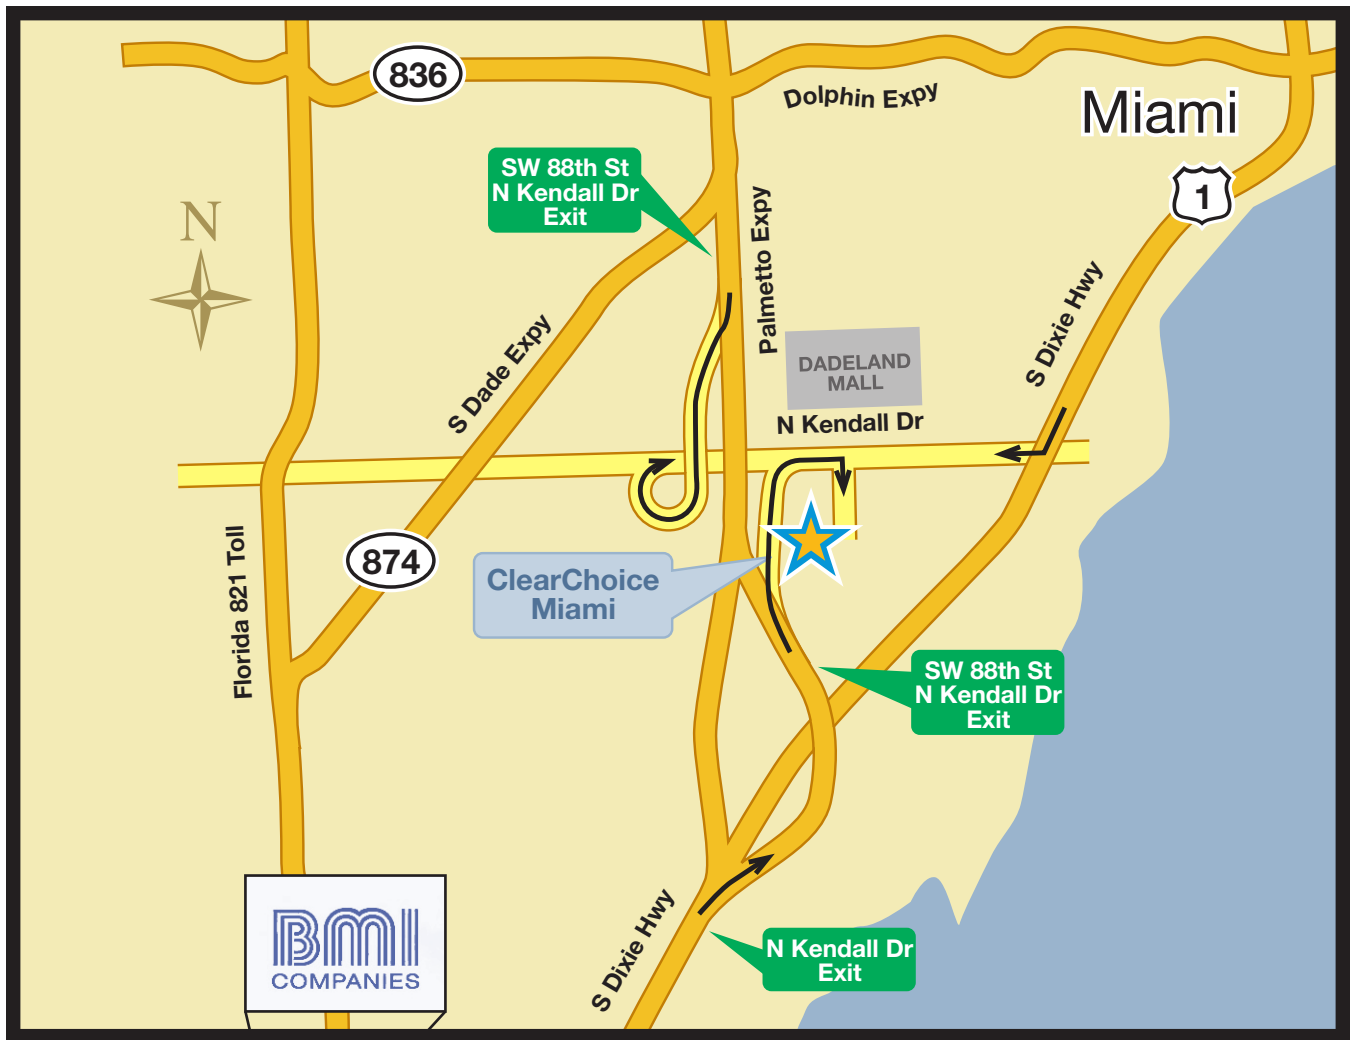 836
Dolphin Expy
Miami
SW 88th St
N Kendall Dr
Exit
1
N
Palmetto Expy
S Dixie Hwy
S Dade Expy
DADELAND
MALL
N Kendall Dr
Florida 821 Toll
874
ClearChoice
Miami
SW 88th St
N Kendall Dr
Exit
S Dixie Hwy
N Kendall Dr
Exit
BMI
COMPANIES